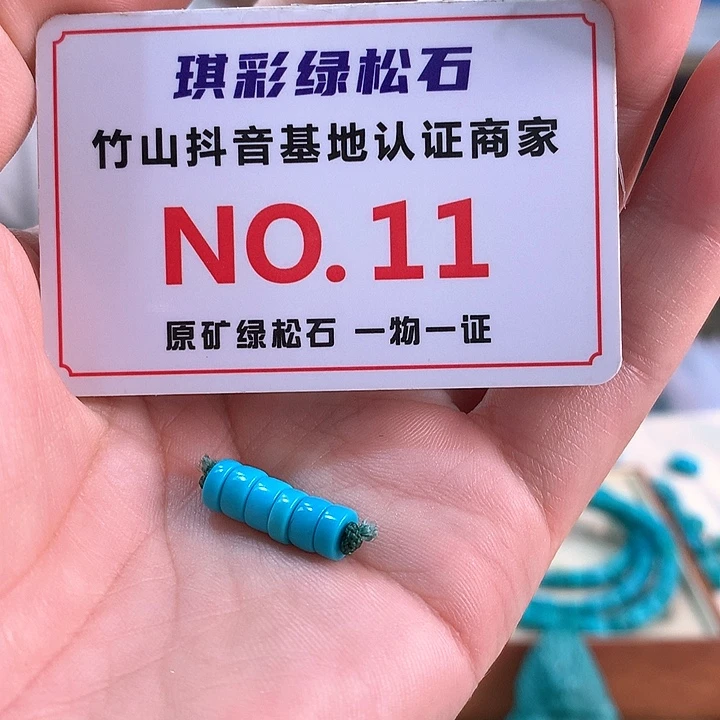 琪彩绿松石
竹山抖音基地认证商家
NO. 11
原矿绿松石 一物一证